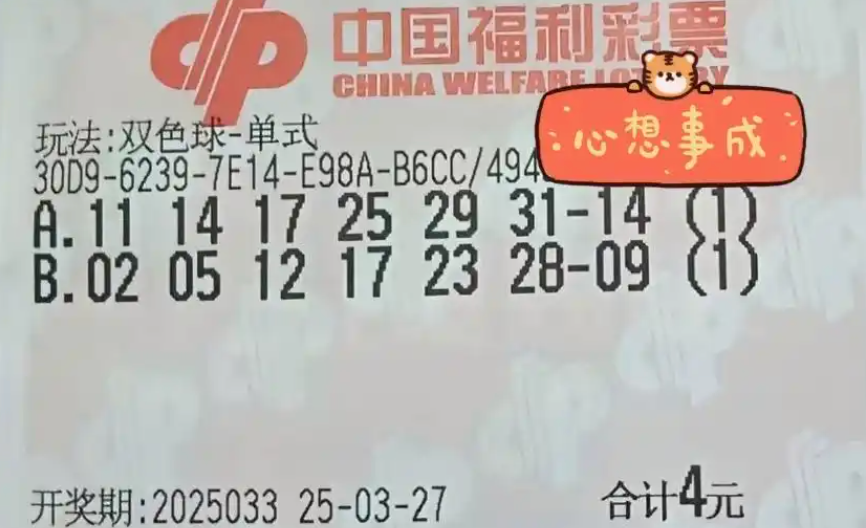 中国福利彩票
CHINA WELFARE LOTTERY
心想事成
玩法:双色球-单式
30D9-6239-7E14-E98A-B6CC/494
A.11 14 17 25 29 31-14 (1)
B.02 05 12 17 23 28-09 (1)
开奖期:2025033 25-03-27 合计4元